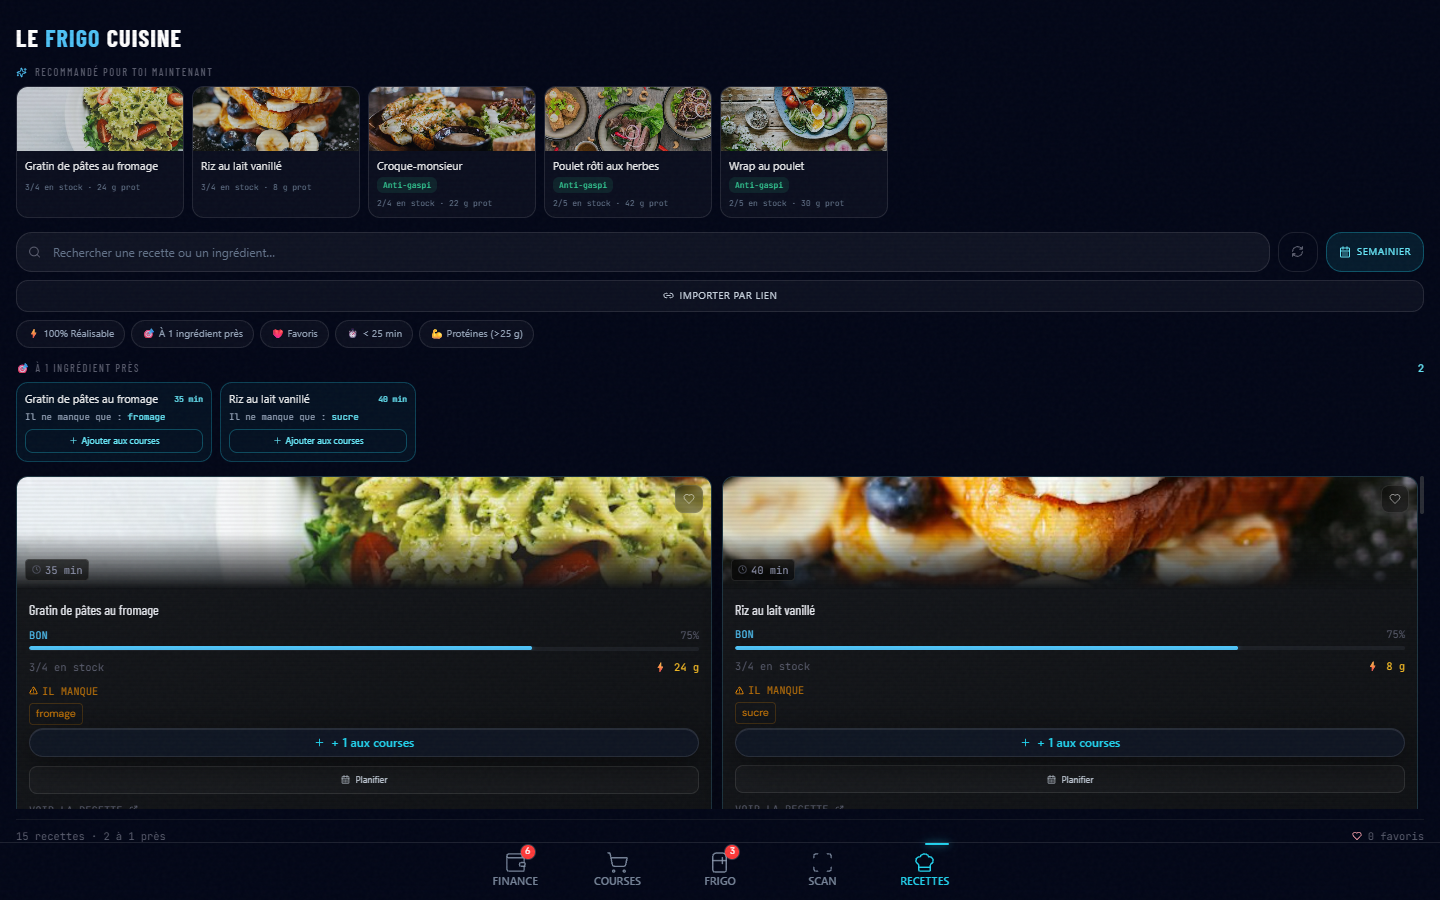 LE FRIGO CUISINE
RECOMMANDÉ POUR TOI MAINTENANT
Gratin de pâtes au fromage
3/4 en stock · 24 g prot
Riz au lait vanillé
3/4 en stock · 8 g prot
Croque-monsieur
Anti-gaspi
2/4 en stock · 22 g prot
Poulet rôti aux herbes
Anti-gaspi
2/5 en stock · 42 g prot
Wrap au poulet
Anti-gaspi
2/5 en stock · 30 g prot
Rechercher une recette ou un ingrédient...
SEMAINIER
IMPORTER PAR LIEN
100% Réalisable
À 1 ingrédient près
Favoris
< 25 min
Protéines (>25 g)
À 1 INGRÉDIENT PRÈS
2
Gratin de pâtes au fromage 35 min
Il ne manque que : fromage
+ Ajouter aux courses
Riz au lait vanillé 40 min
Il ne manque que : sucre
+ Ajouter aux courses
35 min
Gratin de pâtes au fromage
BON 75%
3/4 en stock 24 g
IL MANQUE
fromage
+ + 1 aux courses
Planifier
VOIR LA RECETTE
40 min
Riz au lait vanillé
BON 75%
3/4 en stock 8 g
IL MANQUE
sucre
+ + 1 aux courses
Planifier
VOIR LA RECETTE
15 recettes · 2 à 1 près
0 favoris
6
FINANCE
COURSES
3
FRIGO
SCAN
RECETTES